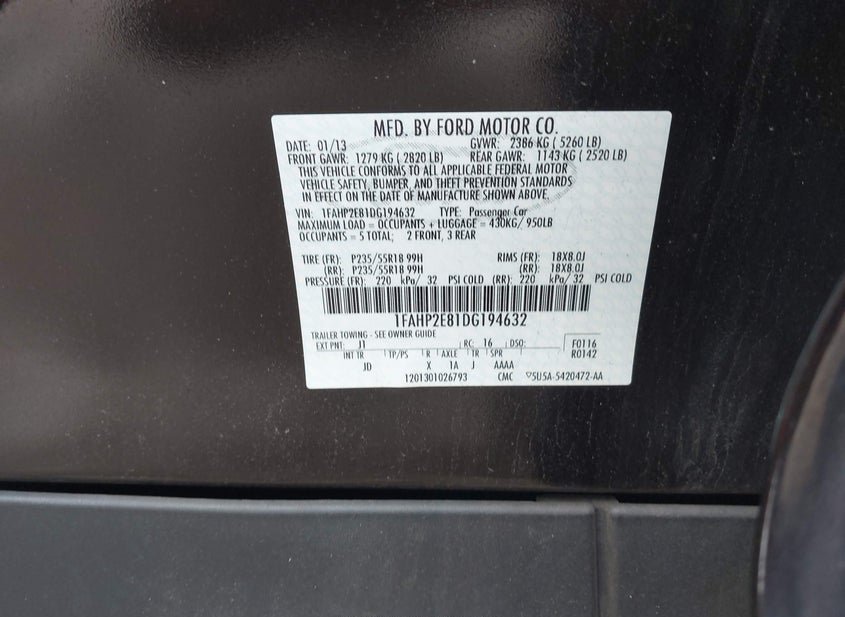 MFD. BY FORD MOTOR CO.
DATE: 01/13 GVWR: 2386 KG ( 5260 LB)
FRONT GAWR: 1279 KG ( 2820 LB) REAR GAWR: 1143 KG ( 2520 LB)
THIS VEHICLE CONFORMS TO ALL APPLICABLE FEDERAL MOTOR
VEHICLE SAFETY, BUMPER, AND THEFT PREVENTION STANDARDS
IN EFFECT ON THE DATE OF MANUFACTURE SHOWN ABOVE.
VIN: 1FAHP2E81DG194632 TYPE: Passenger Car
MAXIMUM LOAD = OCCUPANTS + LUGGAGE = 430KG/ 950LB
OCCUPANTS = 5 TOTAL; 2 FRONT, 3 REAR
TIRE (FR): P235/55R18 99H RIMS (FR): 18X8.0J
(RR): P235/55R18 99H (RR): 18X8.0J
PRESSURE (FR): 220 kPa/ 32 PSI COLD (RR): 220 kPa/ 32 PSI COLD
1FAHP2E81DG194632
TRAILER TOWING - SEE OWNER GUIDE
EXT PNT: J1 RC: 16 DSO: F0116
R0142
INT TR TP/PS R AXLE TR SPR
JD X 1A J AAAA
1201301026793 CMC ▽5U5A-5420472-AA